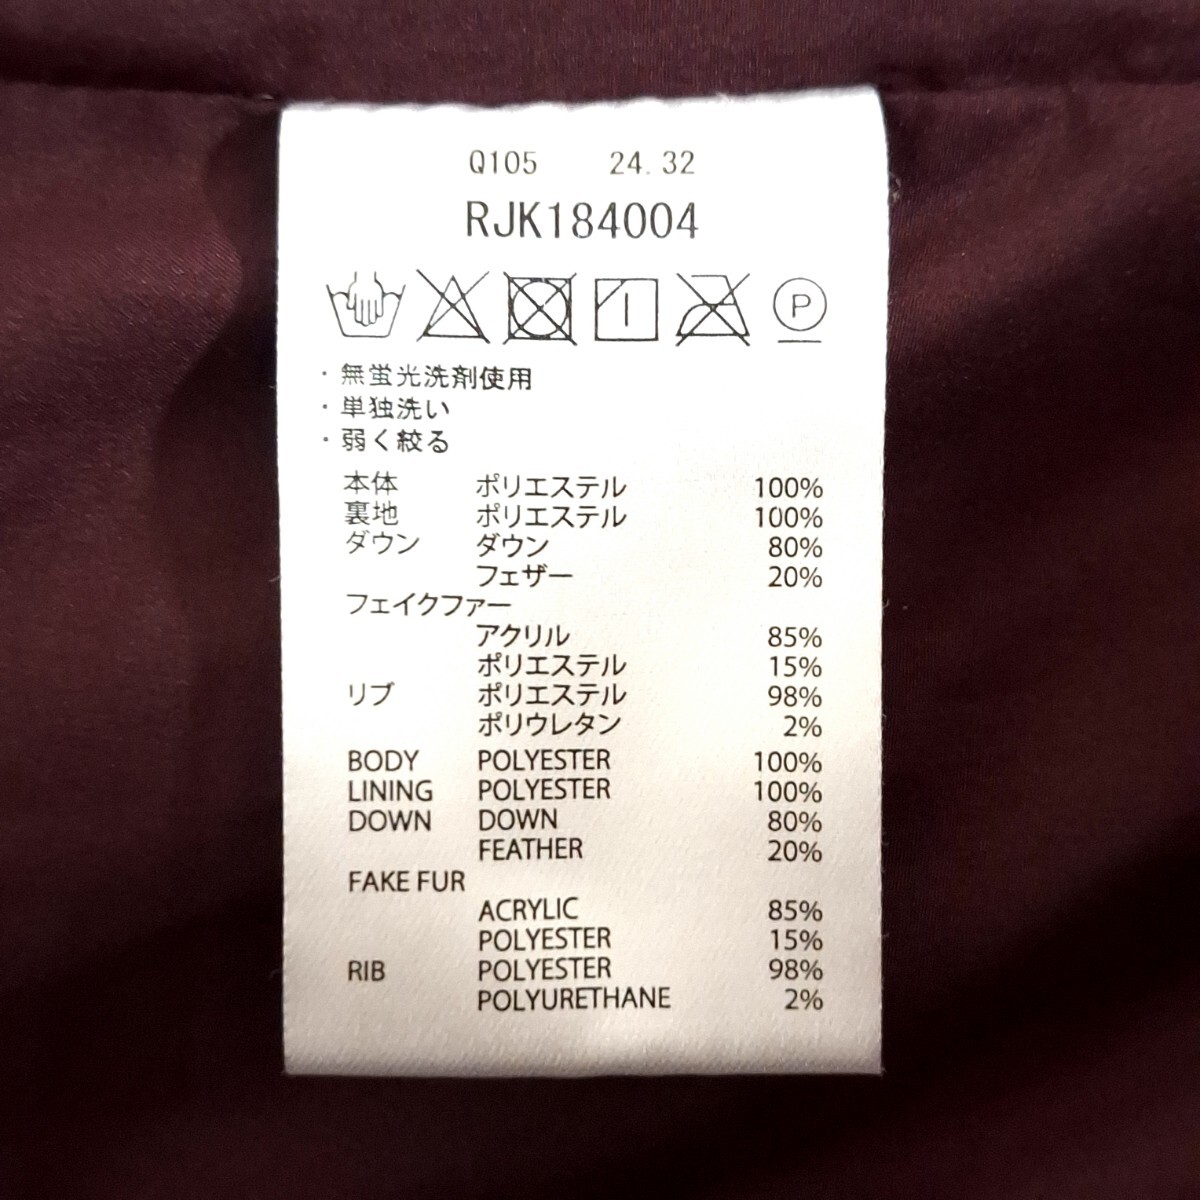 Q105 24.32
RJK184004
P
・無蛍光洗剤使用
・単独洗い
・弱く絞る
本体 ポリエステル 100%
裏地 ポリエステル 100%
ダウン ダウン 80%
フェザー 20%
フェイクファー
アクリル 85%
ポリエステル 15%
リブ ポリエステル 98%
ポリウレタン 2%
BODY POLYESTER 100%
LINING POLYESTER 100%
DOWN DOWN 80%
FEATHER 20%
FAKE FUR
ACRYLIC 85%
POLYESTER 15%
RIB POLYESTER 98%
POLYURETHANE 2%